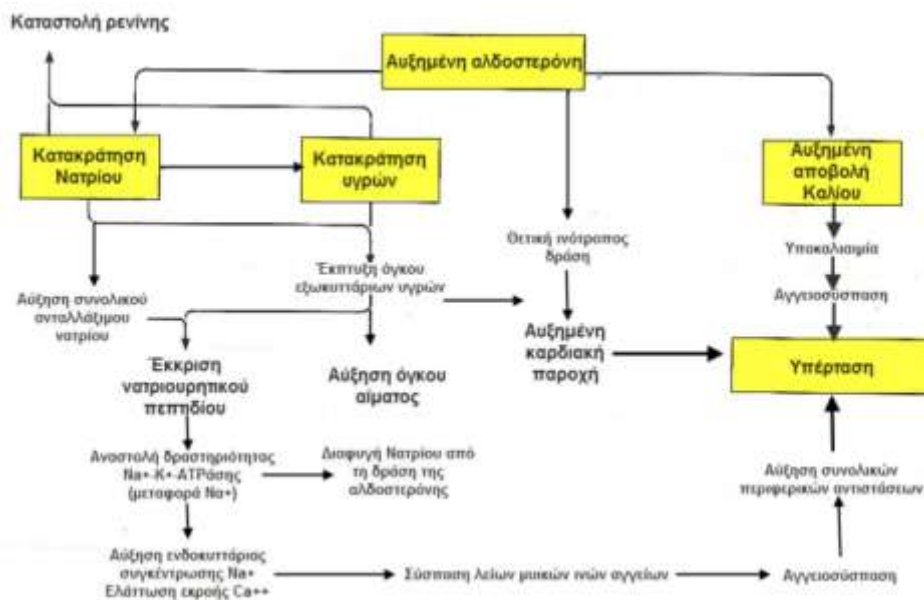 Καταστολή ρενίνης
Αυξημένη αλδοστερόνη
Κατακράτηση
Νατρίου
Κατακράτηση
υγρών
Αυξημένη
αποβολή
Καλίου
Θετική ινότροπος
δράση
Υποκαλιαιμία
Έκπτυξη όγκου
εξωκυττάριων υγρών
Αύξηση συνολικού
ανταλλάξιμου
νατρίου
Αγγειοσύσπαση
Αυξημένη
καρδιακή
παροχή
Υπέρταση
Έκκριση
νατριουρητικού
πεπτιδίου
Αύξηση όγκου
αίματος
Αναστολή δραστηριότητας
Na+-K+-ATPάσης
(μεταφορά Na+)
Διαφυγή Νατρίου από
τη δράση της
αλδοστερόνης
Αύξηση συνολικών
περιφερικών αντιστάσεων
Αύξηση ενδοκυττάριας
συγκέντρωσης Na+
Ελάττωση εκροής Ca++
Σύσπαση λείων μυικών ινών αγγείων
Αγγειοσύσπαση